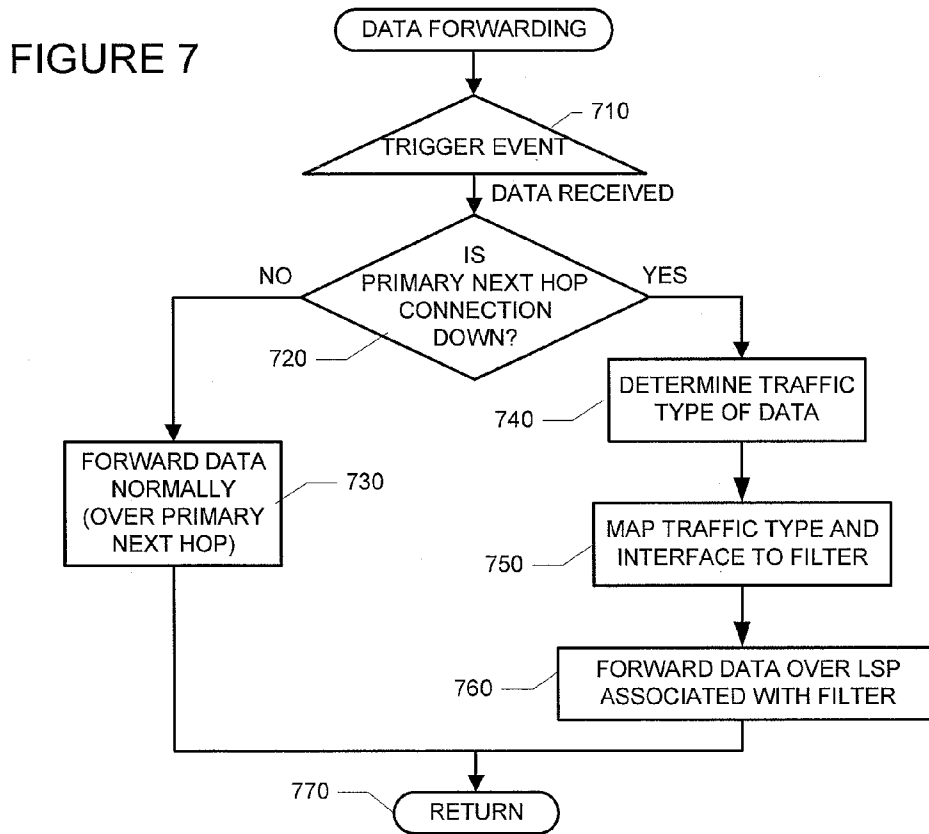 FIGURE 7
DATA FORWARDING
710
TRIGGER EVENT
DATA RECEIVED
IS
PRIMARY NEXT HOP
CONNECTION
DOWN?
NO
YES
720
DETERMINE TRAFFIC
TYPE OF DATA
740
FORWARD DATA
NORMALLY
(OVER PRIMARY
NEXT HOP)
730
MAP TRAFFIC TYPE AND
INTERFACE TO FILTER
750
FORWARD DATA OVER LSP
ASSOCIATED WITH FILTER
760
770
RETURN